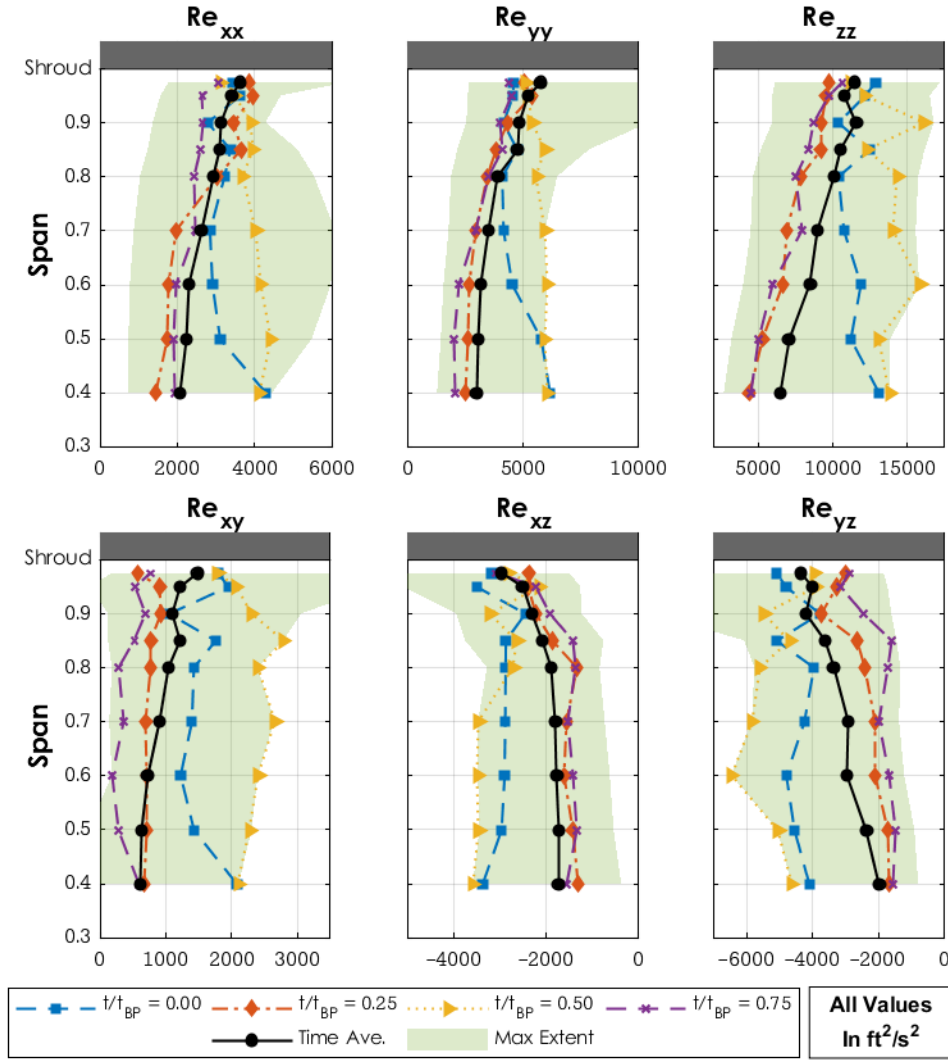 Re_xx Re_yy Re_zz
Shroud
0.9
0.8
Span
0.7
0.6
0.5
0.4
0.3
0 2000 4000 6000 0 5000 10000 5000 10000 15000
Re_xy Re_xz Re_yz
Shroud
0.9
0.8
Span
0.7
0.6
0.5
0.4
0.3
0 1000 2000 3000 −4000 −2000 0 −6000 −4000 −2000 0
t/t_BP = 0.00 t/t_BP = 0.25 t/t_BP = 0.50 t/t_BP = 0.75
Time Ave. Max Extent
All Values
In ft²/s²